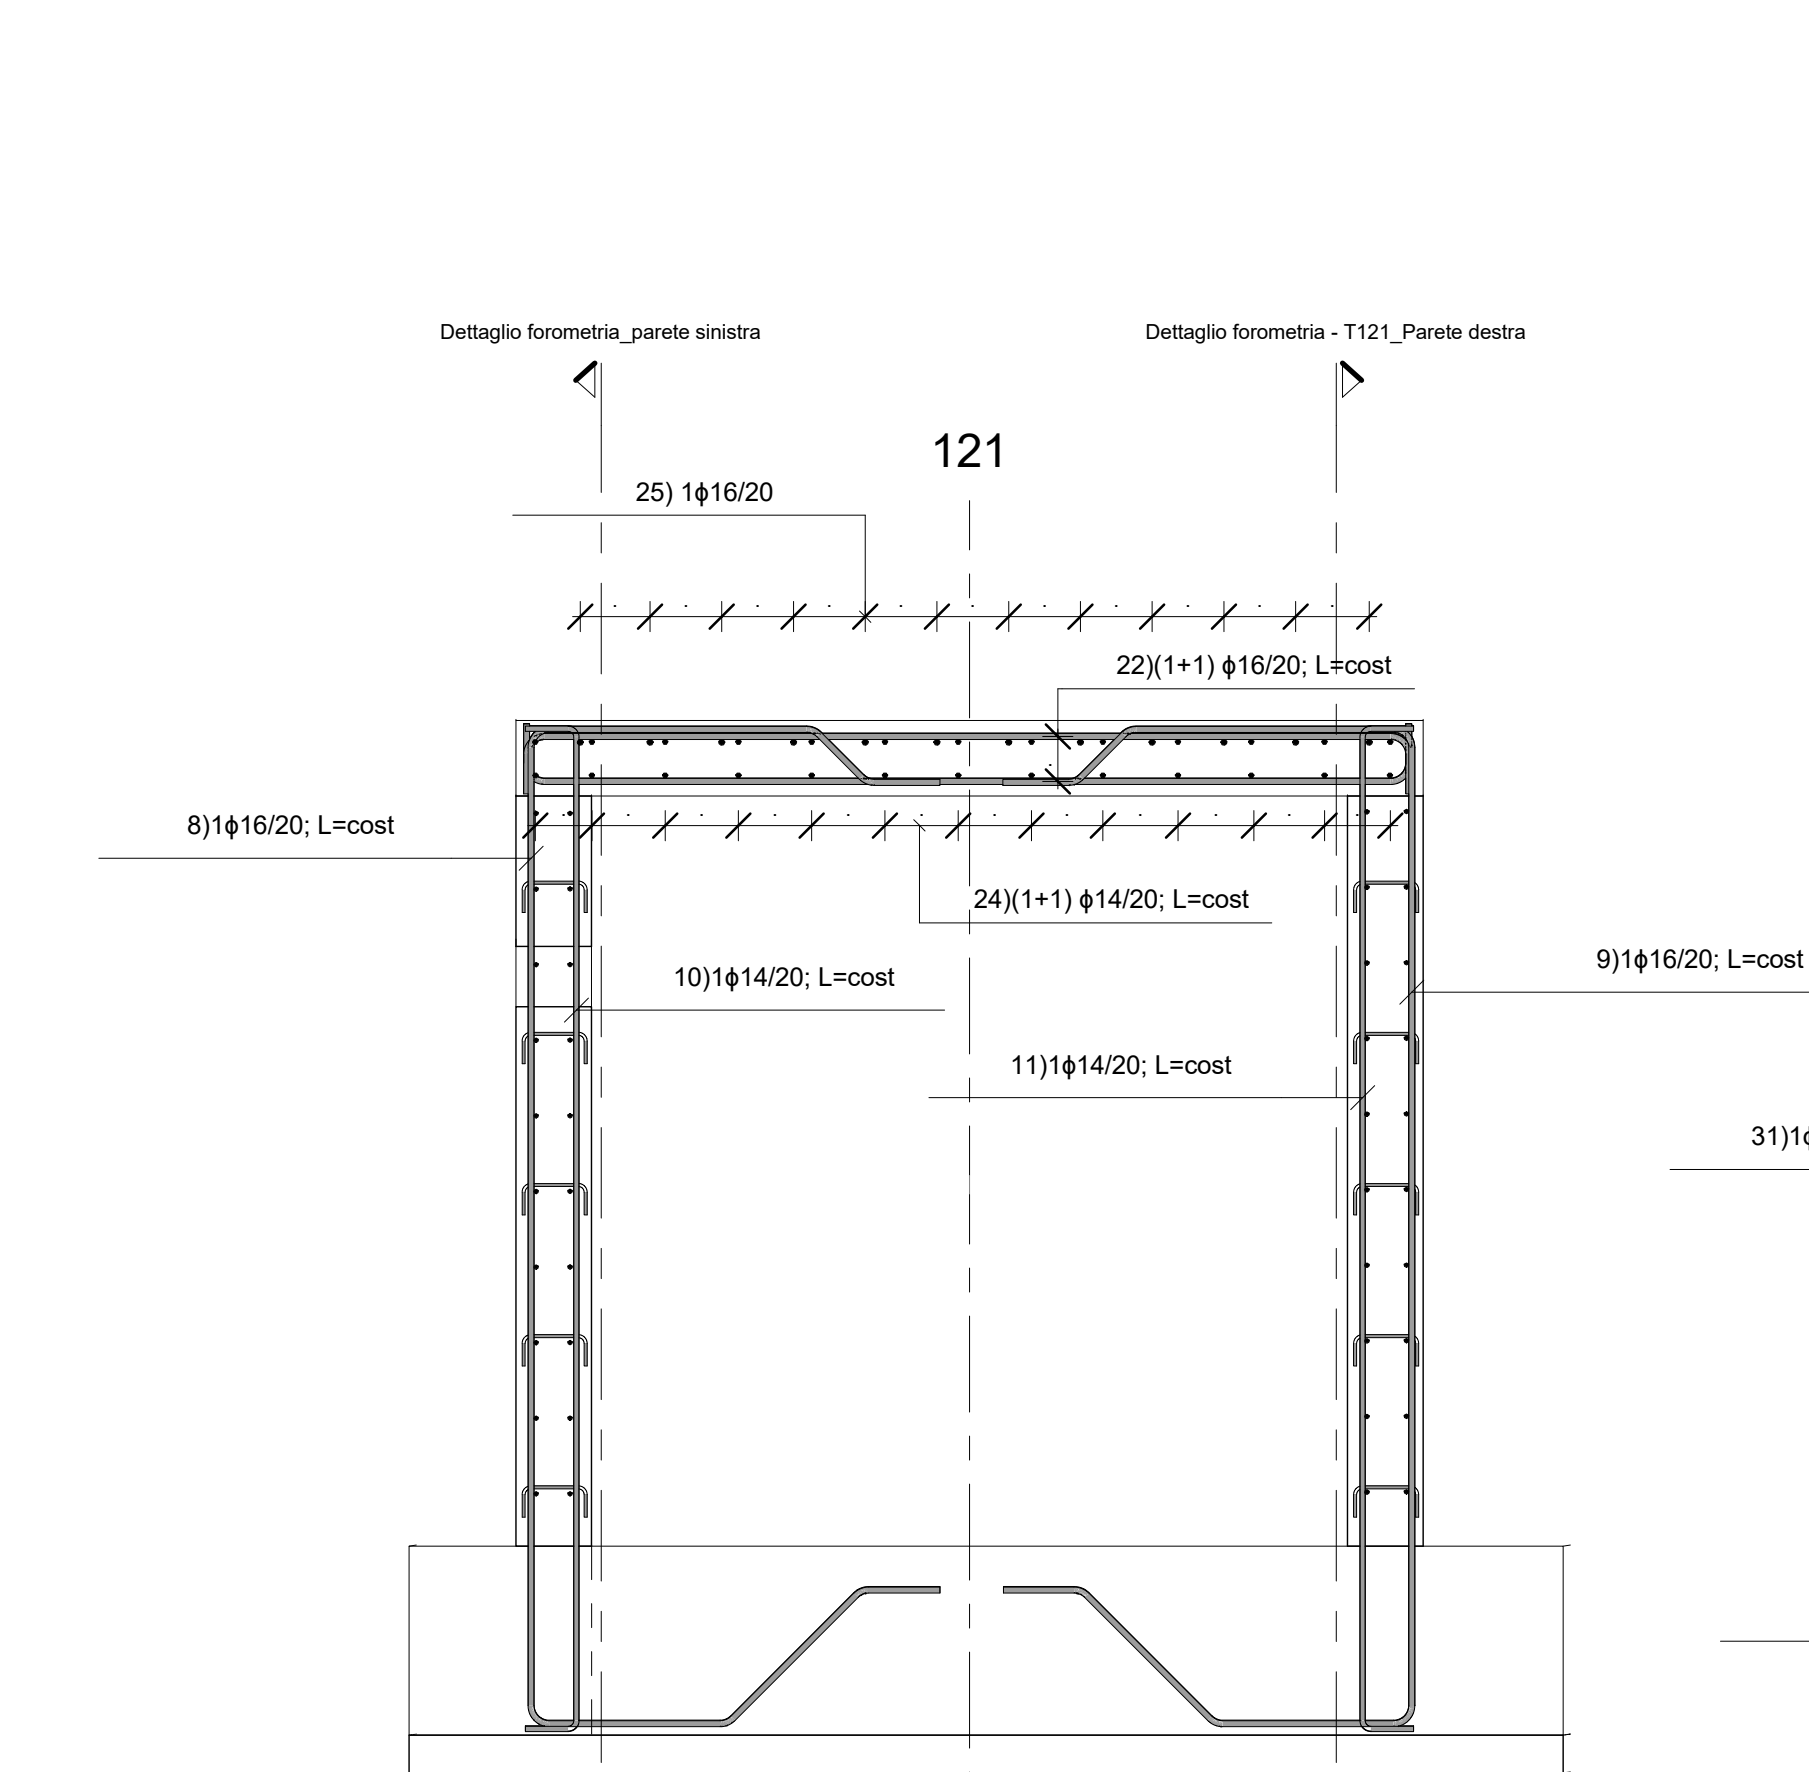 Dettaglio forometria_parete sinistra
Dettaglio forometria - T121_Parete destra
121
25) 1ϕ16/20
22)(1+1) ϕ16/20; L=cost
8)1ϕ16/20; L=cost
24)(1+1) ϕ14/20; L=cost
9)1ϕ16/20; L=cost
10)1ϕ14/20; L=cost
11)1ϕ14/20; L=cost
31)1ϕ